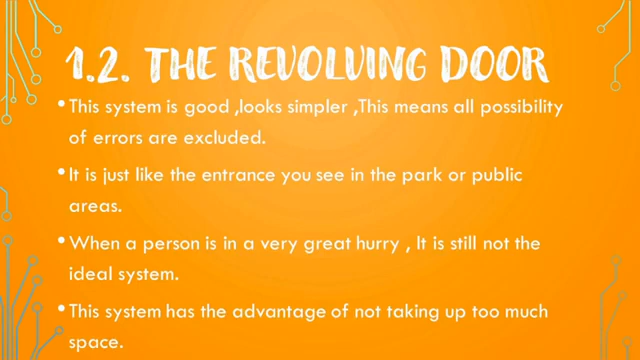 1.2. THE REVOLVING DOOR
• This system is good ,looks simpler ,This means all possibility
of errors are excluded.
• It is just like the entrance you see in the park or public
areas.
• When a person is in a very great hurry , It is still not the
ideal system.
• This system has the advantage of not taking up too much
space.